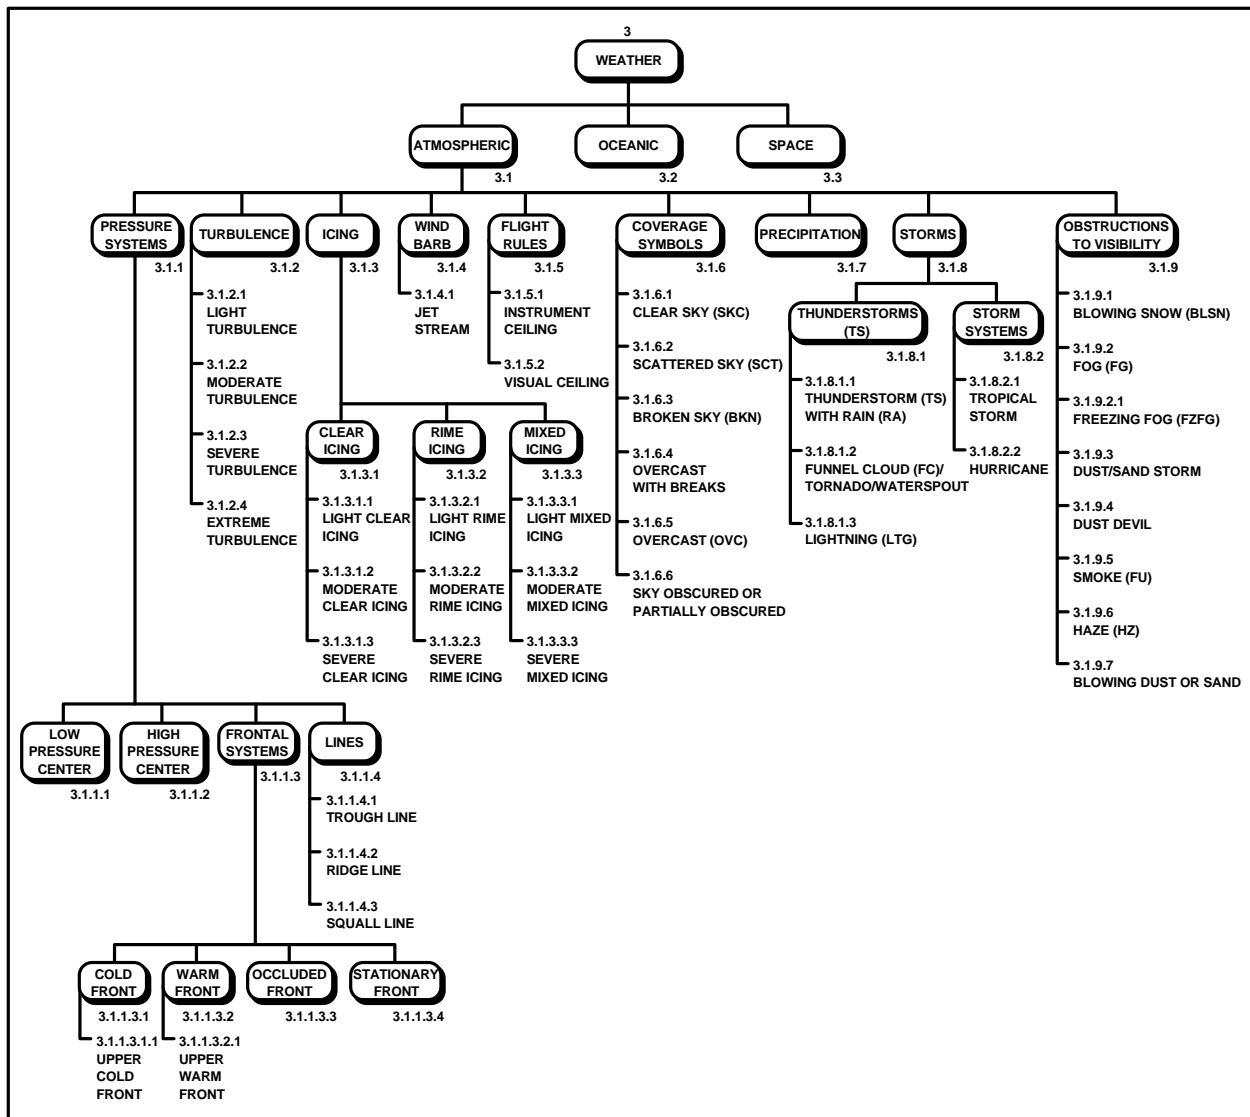 3
WEATHER
ATMOSPHERIC
3.1
OCEANIC
3.2
SPACE
3.3
PRESSURE
SYSTEMS
3.1.1
TURBULENCE
3.1.2
3.1.2.1
LIGHT
TURBULENCE
3.1.2.2
MODERATE
TURBULENCE
3.1.2.3
SEVERE
TURBULENCE
3.1.2.4
EXTREME
TURBULENCE
ICING
3.1.3
CLEAR
ICING
3.1.3.1
3.1.3.1.1
LIGHT CLEAR
ICING
3.1.3.1.2
MODERATE
CLEAR ICING
3.1.3.1.3
SEVERE
CLEAR ICING
RIME
ICING
3.1.3.2
3.1.3.2.1
LIGHT RIME
ICING
3.1.3.2.2
MODERATE
RIME ICING
3.1.3.2.3
SEVERE
RIME ICING
MIXED
ICING
3.1.3.3
3.1.3.3.1
LIGHT MIXED
ICING
3.1.3.3.2
MODERATE
MIXED ICING
3.1.3.3.3
SEVERE
MIXED ICING
WIND
BARB
3.1.4
3.1.4.1
JET
STREAM
FLIGHT
RULES
3.1.5
3.1.5.1
INSTRUMENT
CEILING
3.1.5.2
VISUAL CEILING
COVERAGE
SYMBOLS
3.1.6
3.1.6.1
CLEAR SKY (SKC)
3.1.6.2
SCATTERED SKY (SCT)
3.1.6.3
BROKEN SKY (BKN)
3.1.6.4
OVERCAST
WITH BREAKS
3.1.6.5
OVERCAST (OVC)
3.1.6.6
SKY OBSCURED OR
PARTIALLY OBSCURED
PRECIPITATION
3.1.7
STORMS
3.1.8
THUNDERSTORMS
(TS)
3.1.8.1
3.1.8.1.1
THUNDERSTORM (TS)
WITH RAIN (RA)
3.1.8.1.2
FUNNEL CLOUD (FC)/
TORNADO/WATERSPOUT
3.1.8.1.3
LIGHTNING (LTG)
STORM
SYSTEMS
3.1.8.2
3.1.8.2.1
TROPICAL
STORM
3.1.8.2.2
HURRICANE
OBSTRUCTIONS
TO VISIBILITY
3.1.9
3.1.9.1
BLOWING SNOW (BLSN)
3.1.9.2
FOG (FG)
3.1.9.2.1
FREEZING FOG (FZFG)
3.1.9.3
DUST/SAND STORM
3.1.9.4
DUST DEVIL
3.1.9.5
SMOKE (FU)
3.1.9.6
HAZE (HZ)
3.1.9.7
BLOWING DUST OR SAND
LOW
PRESSURE
CENTER
3.1.1.1
HIGH
PRESSURE
CENTER
3.1.1.2
FRONTAL
SYSTEMS
3.1.1.3
LINES
3.1.1.4
3.1.1.4.1
TROUGH LINE
3.1.1.4.2
RIDGE LINE
3.1.1.4.3
SQUALL LINE
COLD
FRONT
3.1.1.3.1
3.1.1.3.1.1
UPPER
COLD
FRONT
WARM
FRONT
3.1.1.3.2
3.1.1.3.2.1
UPPER
WARM
FRONT
OCCLUDED
FRONT
3.1.1.3.3
STATIONARY
FRONT
3.1.1.3.4